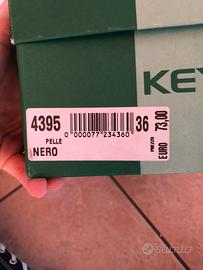 KEY
4395
36
0 000077 234360
PELLE
NERO
PREZZO
73,00
EURO
subito